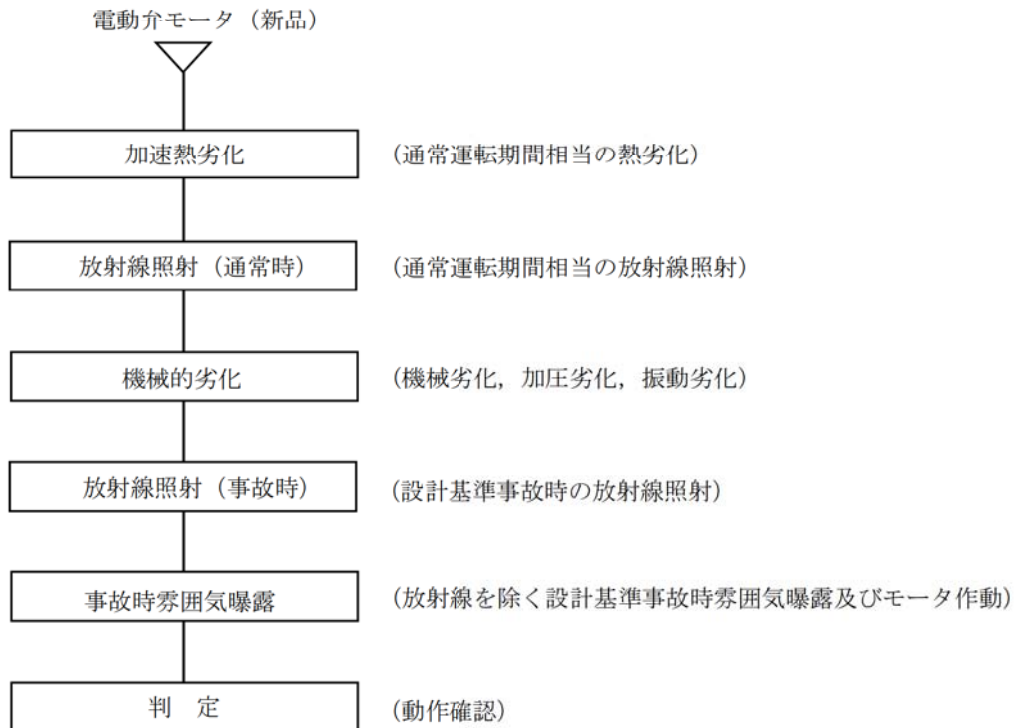 電動弁モータ（新品）
加速熱劣化
（通常運転期間相当の熱劣化）
放射線照射（通常時）
（通常運転期間相当の放射線照射）
機械的劣化
（機械劣化，加圧劣化，振動劣化）
放射線照射（事故時）
（設計基準事故時の放射線照射）
事故時雰囲気曝露
（放射線を除く設計基準事故時雰囲気曝露及びモータ作動）
判　定
（動作確認）